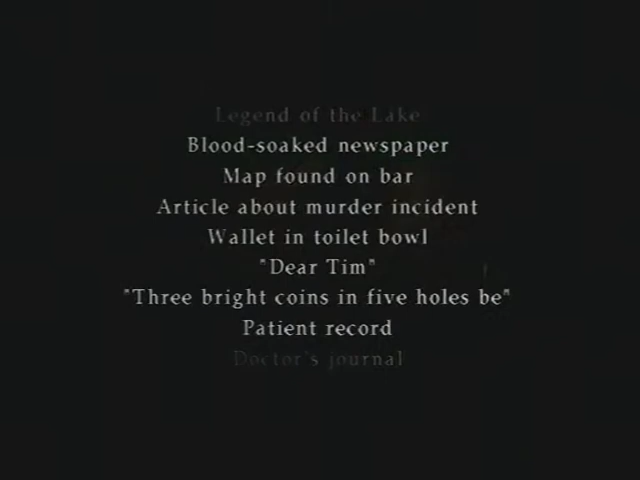 Legend of the Lake
Blood-soaked newspaper
Map found on bar
Article about murder incident
Wallet in toilet bowl
"Dear Tim"
"Three bright coins in five holes be"
Patient record
Doctor's journal